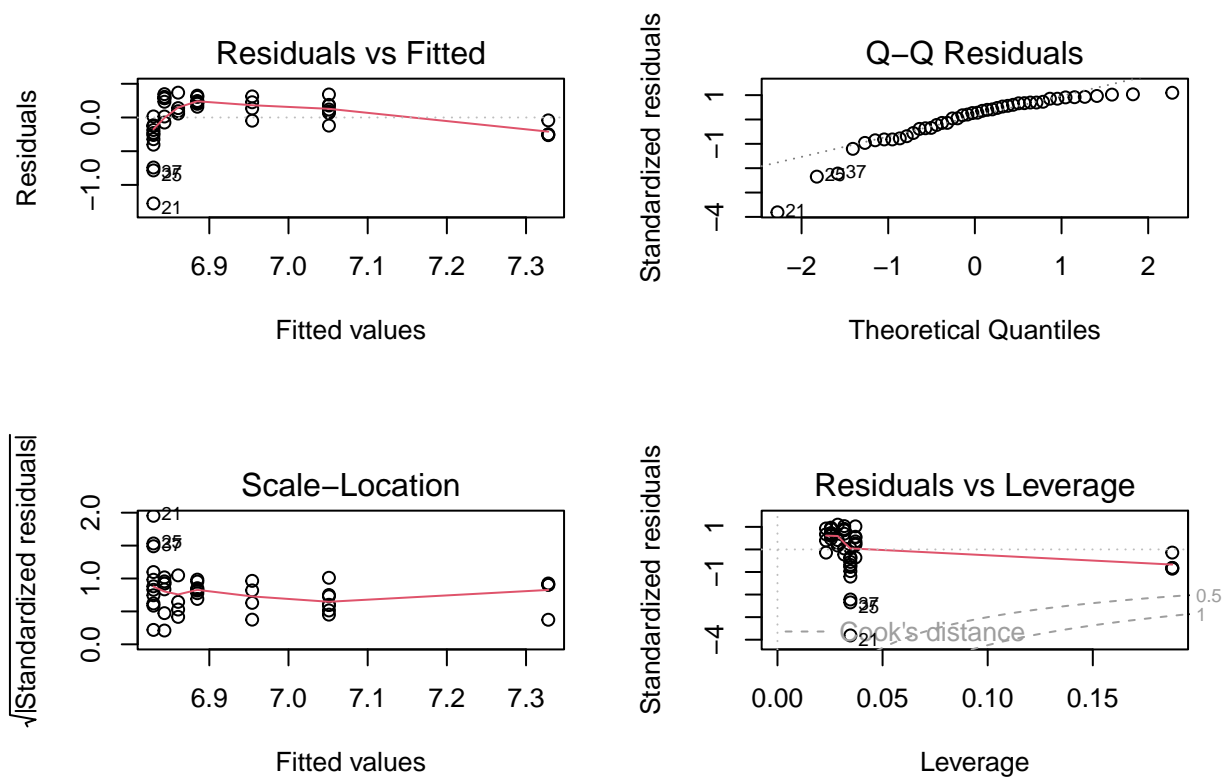 Residuals vs Fitted
Residuals
0.0
−1.0
37
25
21
6.9 7.0 7.1 7.2 7.3
Fitted values
Q−Q Residuals
Standardized residuals
1
−1
−4
25
37
21
−2 −1 0 1 2
Theoretical Quantiles
Scale−Location
√|Standardized residuals|
2.0
1.0
0.0
21
25
37
6.9 7.0 7.1 7.2 7.3
Fitted values
Residuals vs Leverage
Standardized residuals
1
−1
−4
37
25
21
Cook's distance
0.5
1
0.00 0.05 0.10 0.15
Leverage